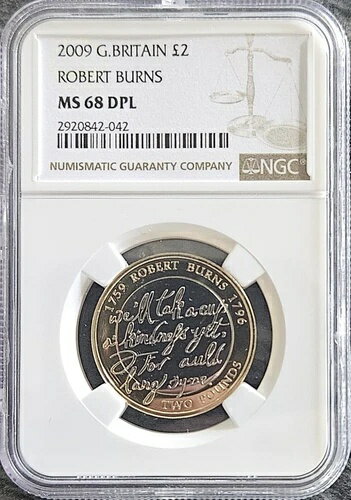 2009 G.BRITAIN £2
ROBERT BURNS
MS 68 DPL
2920842-042
NUMISMATIC GUARANTY COMPANY
NGC
1759 ROBERT BURNS 1796
we'll tak a cup
o' kindness yet,
For auld
lang syne
TWO POUNDS